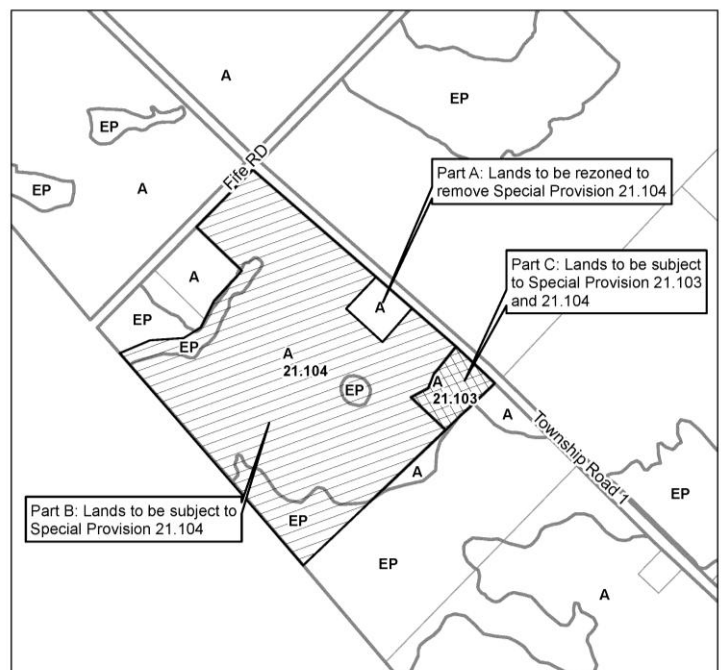 A
EP
EP
A
EP
Fife RD
Part A: Lands to be rezoned to
remove Special Provision 21.104
Part C: Lands to be subject
to Special Provision 21.103
and 21.104
A
A
EP
EP
A
21.104
EP
A
21.103
A
Township Road 1
A
EP
Part B: Lands to be subject to
Special Provision 21.104
EP
EP
A